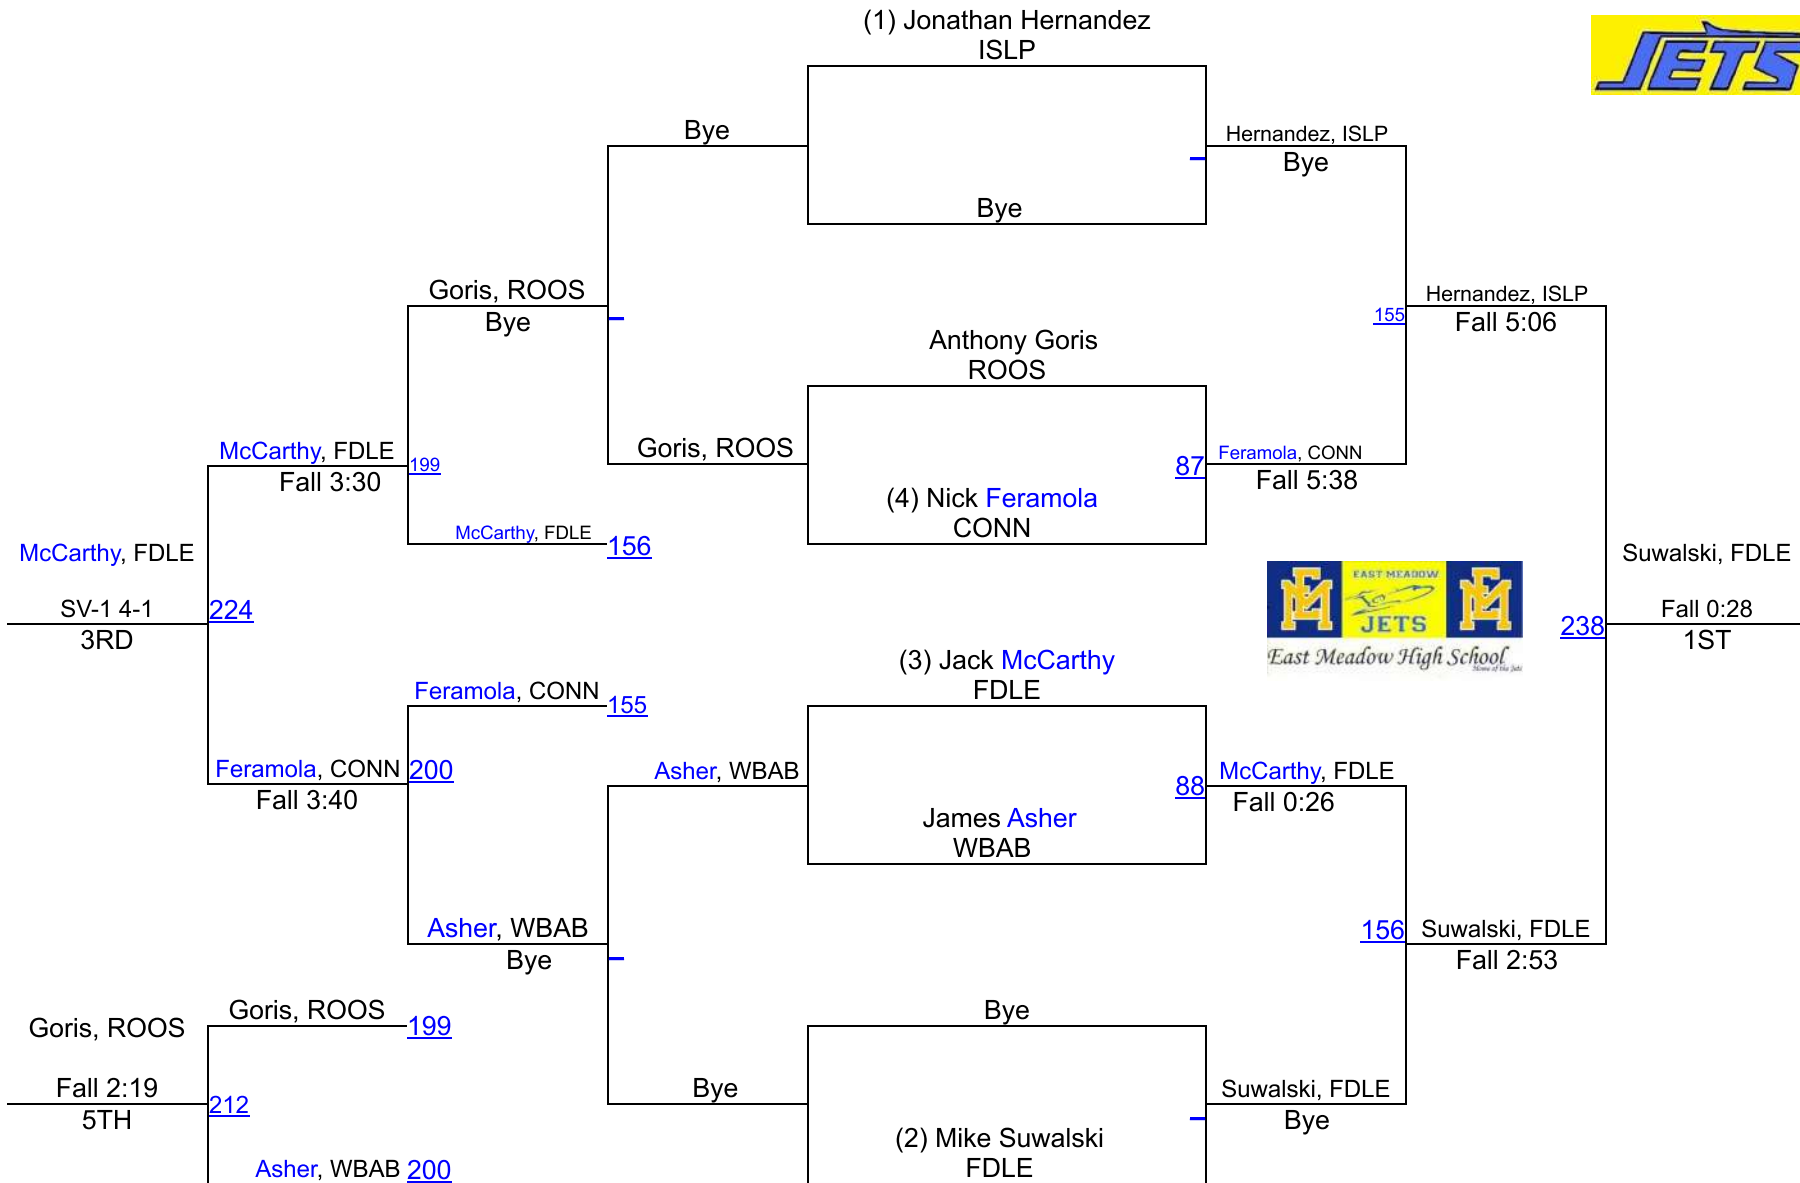 (1) Jonathan Hernandez
ISLP
JETS
Bye
Hernandez, ISLP
Bye
Bye
Goris, ROOS
Bye
Hernandez, ISLP
155
Fall 5:06
Anthony Goris
ROOS
McCarthy, FDLE
199
Fall 3:30
Goris, ROOS
87
Feramola, CONN
Fall 5:38
(4) Nick Feramola
CONN
McCarthy, FDLE
156
McCarthy, FDLE
SV-1 4-1
224
3RD
EAST MEADOW
JETS
EM
EM
East Meadow High School
Home of the Jets
Suwalski, FDLE
238
Fall 0:28
1ST
(3) Jack McCarthy
FDLE
Feramola, CONN
155
Feramola, CONN
200
Fall 3:40
Asher, WBAB
88
McCarthy, FDLE
Fall 0:26
James Asher
WBAB
Asher, WBAB
Bye
156
Suwalski, FDLE
Fall 2:53
Goris, ROOS
Goris, ROOS
199
Bye
Fall 2:19
212
5TH
Bye
Suwalski, FDLE
Bye
(2) Mike Suwalski
FDLE
Asher, WBAB
200